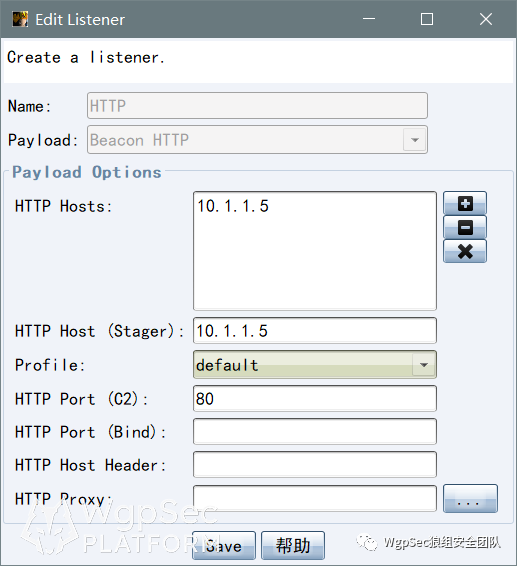 Edit Listener
Create a listener.
Name: HTTP
Payload: Beacon HTTP
Payload Options
HTTP Hosts: 10.1.1.5
HTTP Host (Stager): 10.1.1.5
Profile: default
HTTP Port (C2): 80
HTTP Port (Bind):
HTTP Host Header:
HTTP Proxy: ...
WgpSec
PLATFORM
Save 帮助
WgpSec狼组安全团队